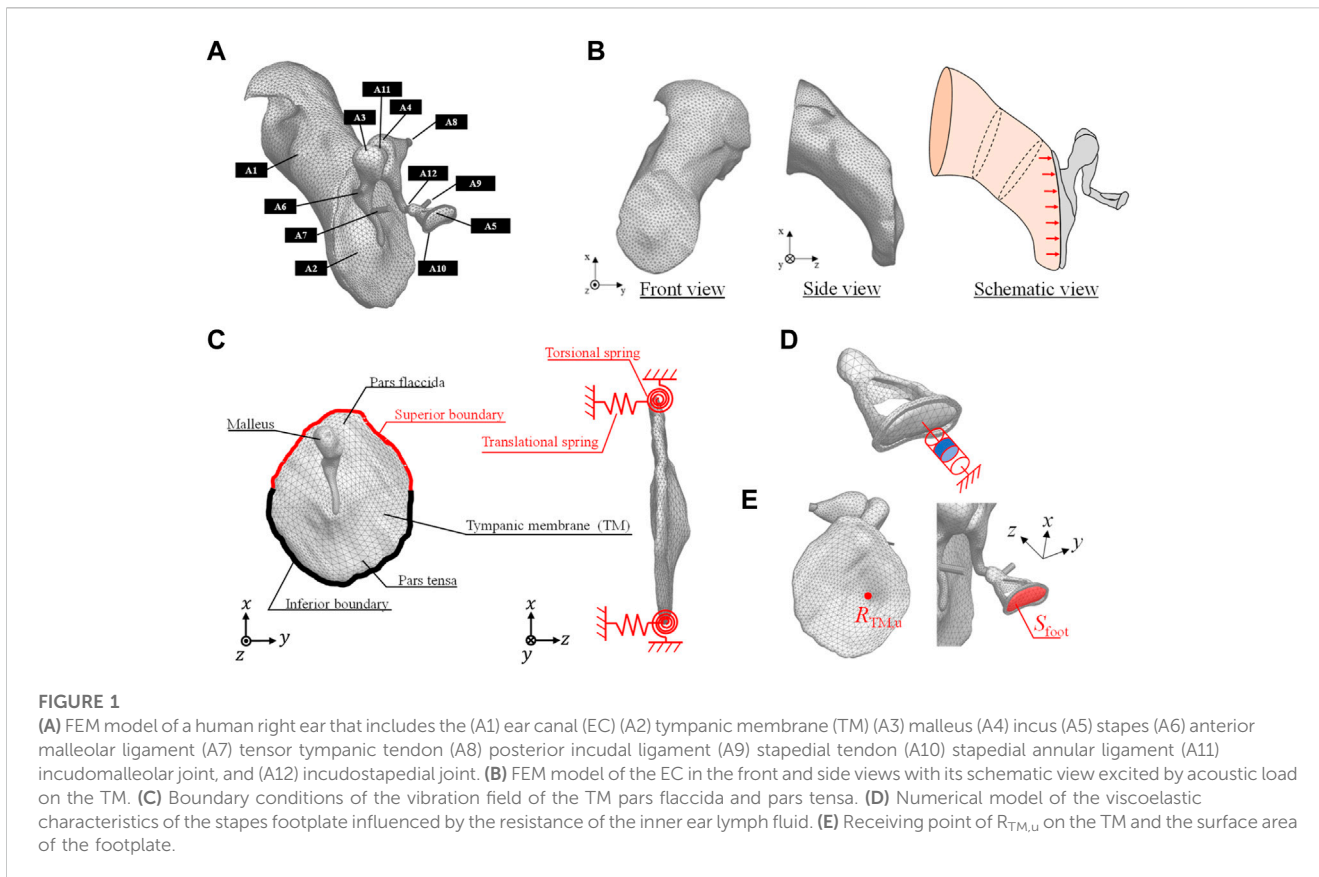 A
A11
A4
A3
A8
A1
A12
A9
A6
A5
A7
A2
A10
B
x
z
y
Front view
x
y
z
Side view
Schematic view
C
Pars flaccida
Superior boundary
Malleus
Tympanic membrane (TM)
Pars tensa
Inferior boundary
x
z
y
Torsional spring
Translational spring
x
y
z
D
E
R_TM,u
z
x
y
S_foot
FIGURE 1
(A) FEM model of a human right ear that includes the (A1) ear canal (EC) (A2) tympanic membrane (TM) (A3) malleus (A4) incus (A5) stapes (A6) anterior
malleolar ligament (A7) tensor tympanic tendon (A8) posterior incudal ligament (A9) stapedial tendon (A10) stapedial annular ligament (A11)
incudomalleolar joint, and (A12) incudostapedial joint. (B) FEM model of the EC in the front and side views with its schematic view excited by acoustic load
on the TM. (C) Boundary conditions of the vibration field of the TM pars flaccida and pars tensa. (D) Numerical model of the viscoelastic
characteristics of the stapes footplate influenced by the resistance of the inner ear lymph fluid. (E) Receiving point of R_TM,u on the TM and the surface area
of the footplate.